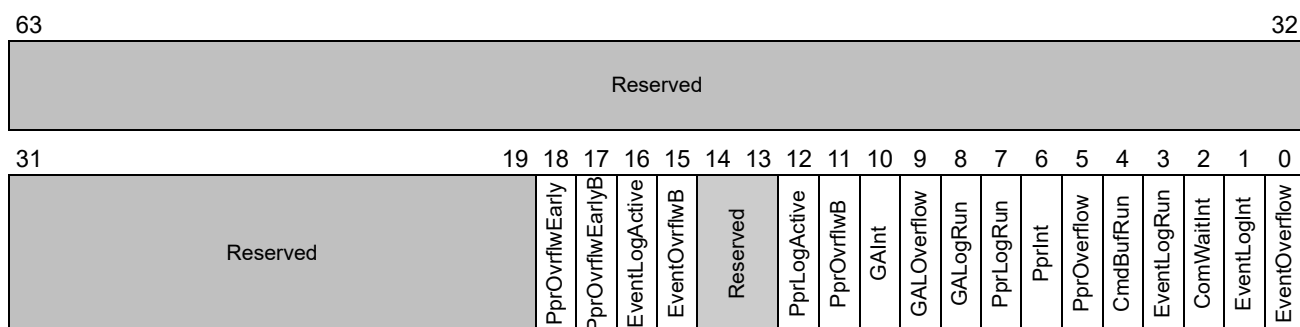 63 32
Reserved
31 19 18 17 16 15 14 13 12 11 10 9 8 7 6 5 4 3 2 1 0
Reserved
PprOvrflwEarly
PprOvrflwEarlyB
EventLogActive
EventOvrflwB
Reserved
PprLogActive
PprOvrflwB
GAInt
GALOverflow
GALogRun
PprLogRun
PprInt
PprOverflow
CmdBufRun
EventLogRun
ComWaitInt
EventLogInt
EventOverflow